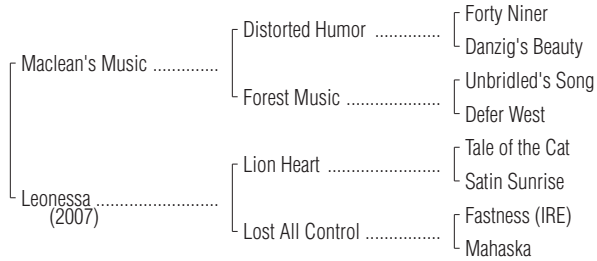 Forty Niner
Distorted Humor ..............
Danzig's Beauty
Maclean's Music ..............
Unbridled's Song
Forest Music ....................
Defer West
Tale of the Cat
Lion Heart ........................
Satin Sunrise
Leonessa ..........................
(2007)
Fastness (IRE)
Lost All Control ................
Mahaska